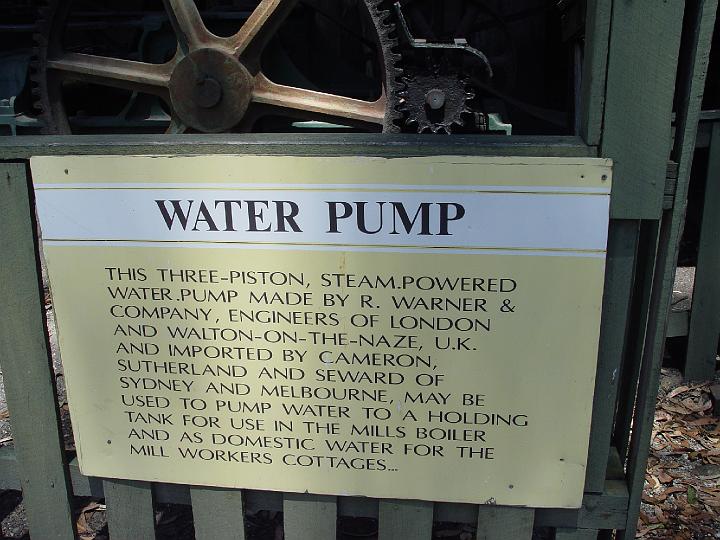 WATER PUMP
THIS THREE-PISTON, STEAM.POWERED
WATER.PUMP MADE BY R. WARNER &
COMPANY, ENGINEERS OF LONDON
AND WALTON-ON-THE-NAZE, U.K.
AND IMPORTED BY CAMERON,
SUTHERLAND AND SEWARD OF
SYDNEY AND MELBOURNE, MAY BE
USED TO PUMP WATER TO A HOLDING
TANK FOR USE IN THE MILLS BOILER
AND AS DOMESTIC WATER FOR THE
MILL WORKERS COTTAGES...